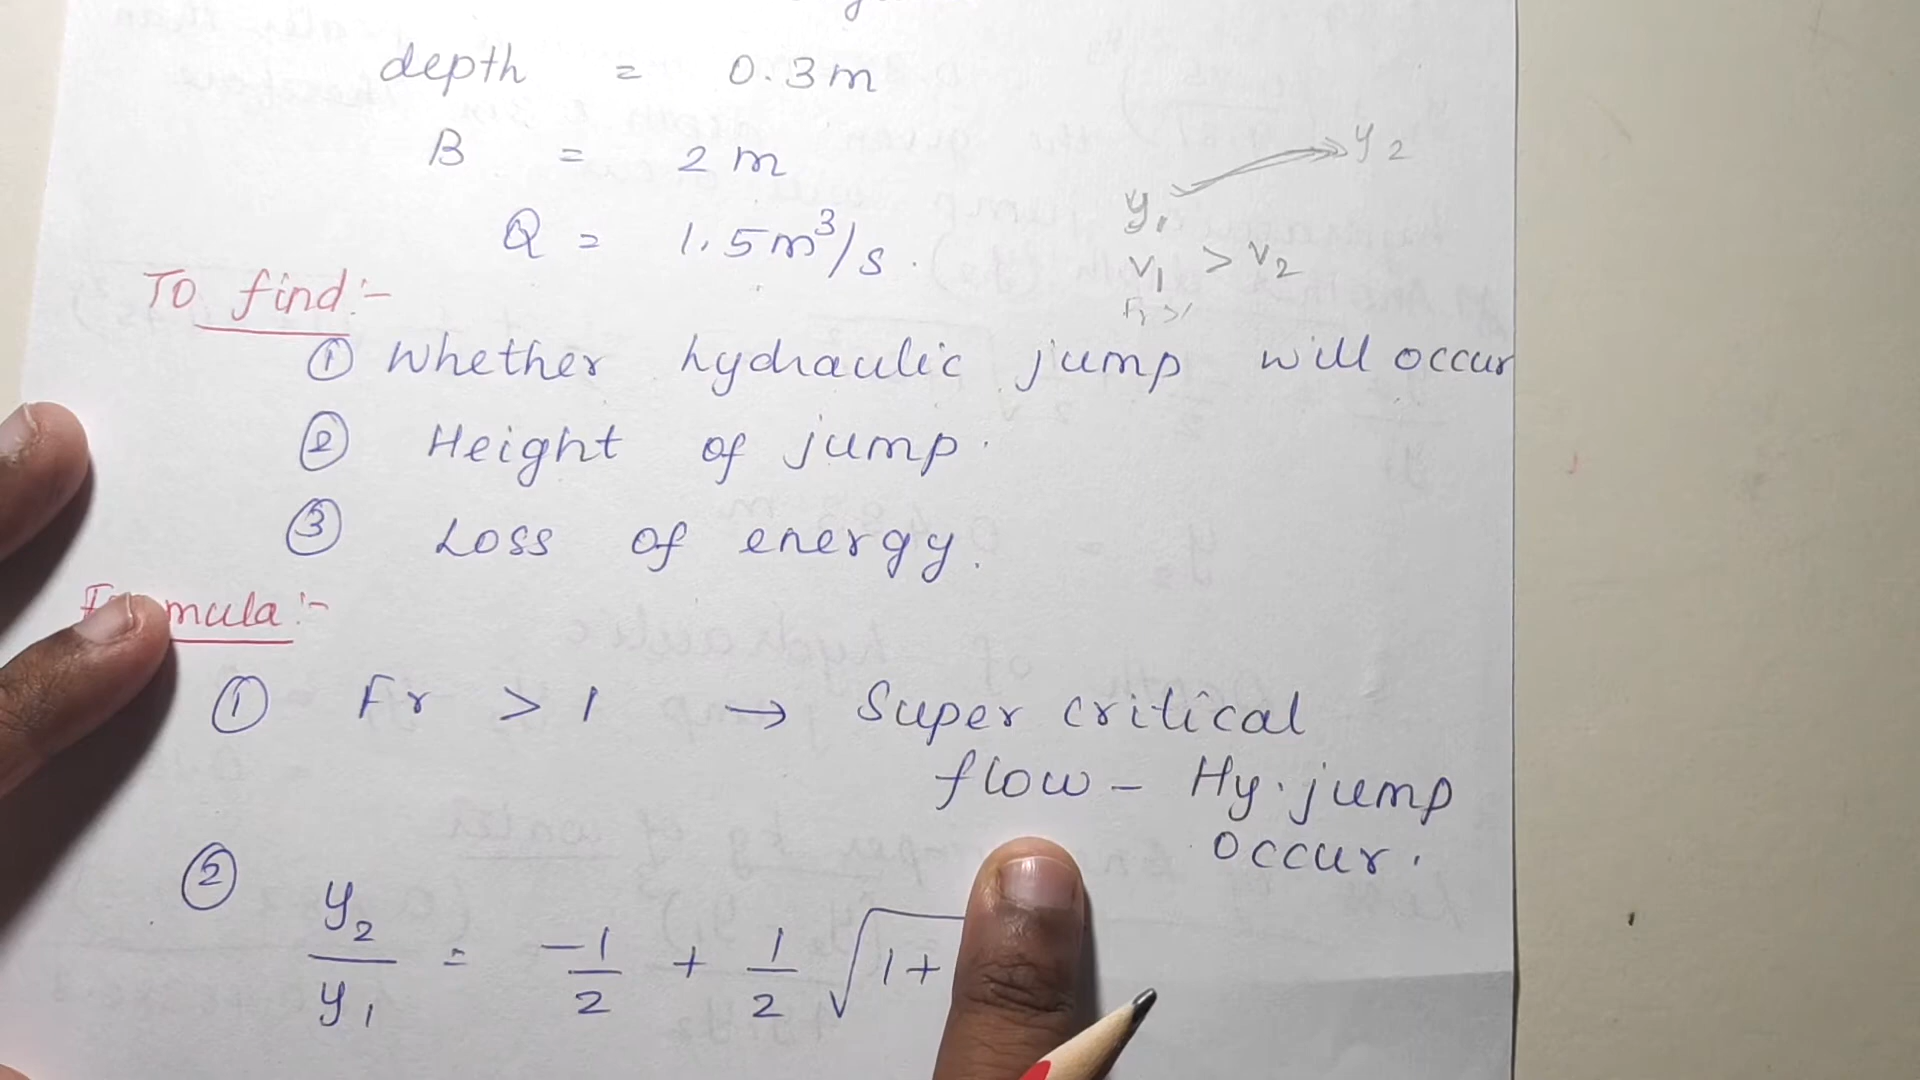 depth = 0.3m
B = 2 m
Q = 1.5m³/s.
y₁ → y₂
v₁ > v₂
Fr >1
To find:-
① Whether hydraulic jump will occur
② Height of jump.
③ Loss of energy.
mula:-
① Fr > 1 → Super critical
flow - Hy. jump
occur.
② y₂/y₁ = -1/2 + 1/2 √1+